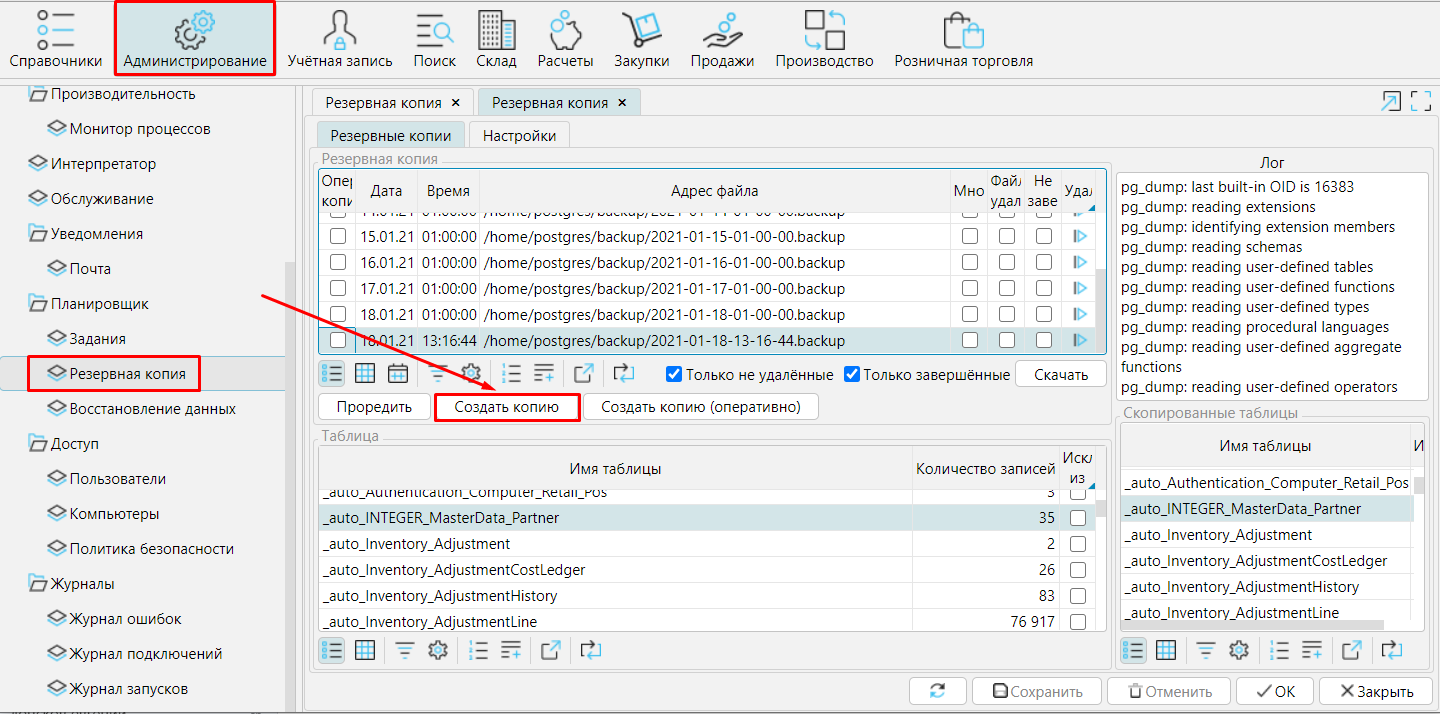 Справочники
Администрирование
Учётная запись
Поиск
Склад
Расчеты
Закупки
Продажи
Производство
Розничная торговля
Производительность
Монитор процессов
Интерпретатор
Обслуживание
Уведомления
Почта
Планировщик
Задания
Резервная копия
Восстановление данных
Доступ
Пользователи
Компьютеры
Политика безопасности
Журналы
Журнал ошибок
Журнал подключений
Журнал запусков
Резервная копия × Резервная копия ×
Резервные копии Настройки
Резервная копия
Опер копи Дата Время Адрес файла Мно Файл удал Не заве Удал
14.01.21 01:00:00 /home/postgres/backup/2021-01-14-01-00-00.backup
15.01.21 01:00:00 /home/postgres/backup/2021-01-15-01-00-00.backup
16.01.21 01:00:00 /home/postgres/backup/2021-01-16-01-00-00.backup
17.01.21 01:00:00 /home/postgres/backup/2021-01-17-01-00-00.backup
18.01.21 01:00:00 /home/postgres/backup/2021-01-18-01-00-00.backup
18.01.21 13:16:44 /home/postgres/backup/2021-01-18-13-16-44.backup
Только не удалённые Только завершённые Скачать
Проредить Создать копию Создать копию (оперативно)
Таблица
Имя таблицы Количество записей Искл из
_auto_Authentication_Computer_Retail_Pos 3
_auto_INTEGER_MasterData_Partner 35
_auto_Inventory_Adjustment 2
_auto_Inventory_AdjustmentCostLedger 26
_auto_Inventory_AdjustmentHistory 83
_auto_Inventory_AdjustmentLine 76 917
Лог
pg_dump: last built-in OID is 16383
pg_dump: reading extensions
pg_dump: identifying extension members
pg_dump: reading schemas
pg_dump: reading user-defined tables
pg_dump: reading user-defined functions
pg_dump: reading user-defined types
pg_dump: reading procedural languages
pg_dump: reading user-defined aggregate
functions
pg_dump: reading user-defined operators
Скопированные таблицы
Имя таблицы И
_auto_Authentication_Computer_Retail_Pos
_auto_INTEGER_MasterData_Partner
_auto_Inventory_Adjustment
_auto_Inventory_AdjustmentCostLedger
_auto_Inventory_AdjustmentHistory
_auto_Inventory_AdjustmentLine
Сохранить Отменить OK Закрыть